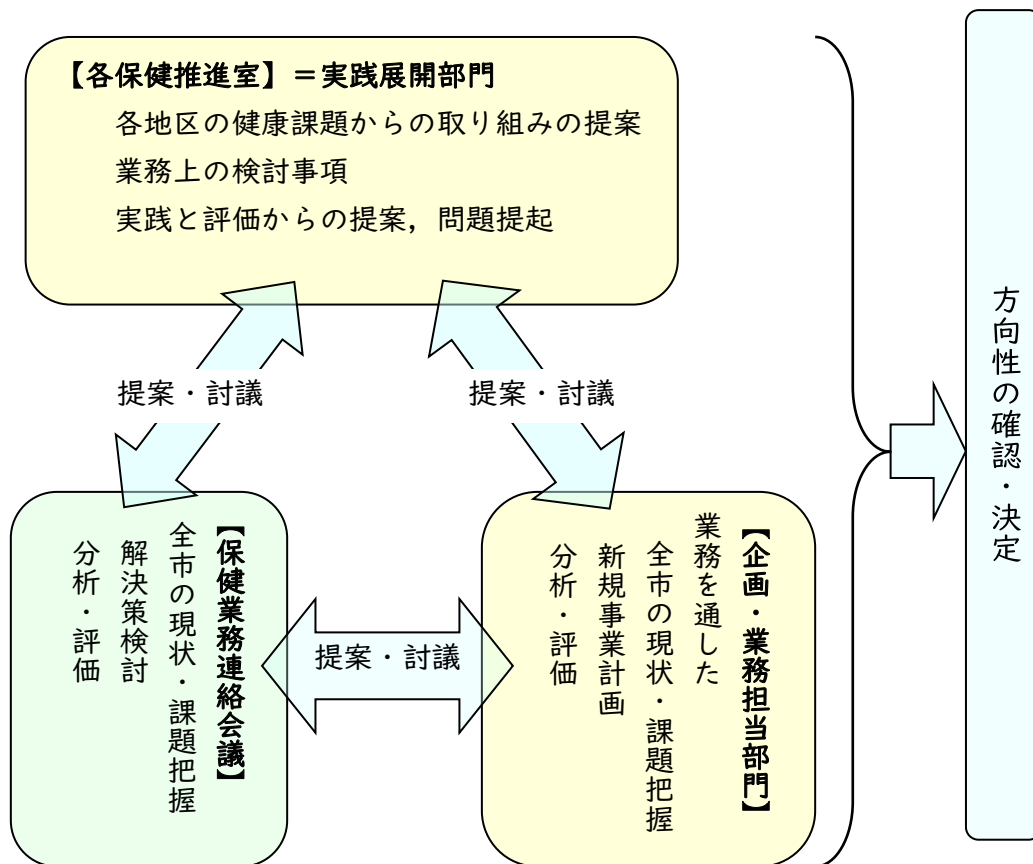 【各保健推進室】＝実践展開部門
各地区の健康課題からの取り組みの提案
業務上の検討事項
実践と評価からの提案，問題提起
提案・討議
提案・討議
【保健業務連絡会議】
全市の現状・課題把握
解決策検討
分析・評価
提案・討議
【企画・業務担当部門】
業務を通した
全市の現状・課題把握
新規事業計画
分析・評価
方向性の確認・決定